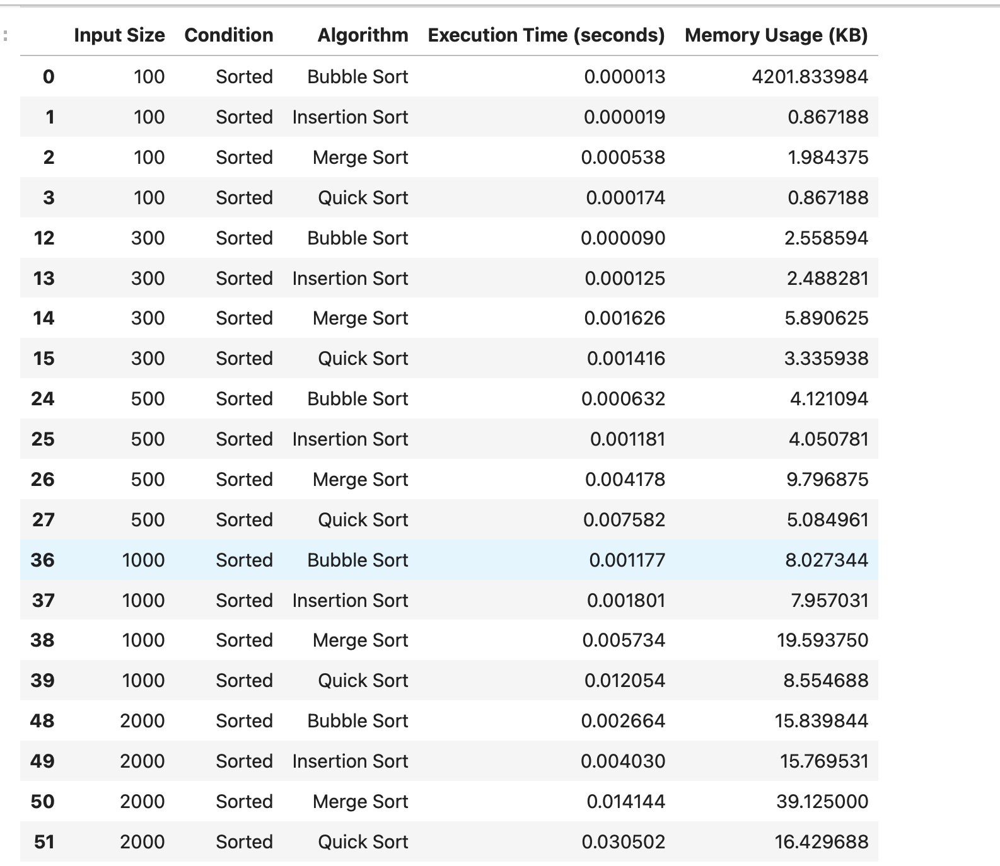 Input Size Condition Algorithm Execution Time (seconds) Memory Usage (KB)
0 100 Sorted Bubble Sort 0.000013 4201.833984
1 100 Sorted Insertion Sort 0.000019 0.867188
2 100 Sorted Merge Sort 0.000538 1.984375
3 100 Sorted Quick Sort 0.000174 0.867188
12 300 Sorted Bubble Sort 0.000090 2.558594
13 300 Sorted Insertion Sort 0.000125 2.488281
14 300 Sorted Merge Sort 0.001626 5.890625
15 300 Sorted Quick Sort 0.001416 3.335938
24 500 Sorted Bubble Sort 0.000632 4.121094
25 500 Sorted Insertion Sort 0.001181 4.050781
26 500 Sorted Merge Sort 0.004178 9.796875
27 500 Sorted Quick Sort 0.007582 5.084961
36 1000 Sorted Bubble Sort 0.001177 8.027344
37 1000 Sorted Insertion Sort 0.001801 7.957031
38 1000 Sorted Merge Sort 0.005734 19.593750
39 1000 Sorted Quick Sort 0.012054 8.554688
48 2000 Sorted Bubble Sort 0.002664 15.839844
49 2000 Sorted Insertion Sort 0.004030 15.769531
50 2000 Sorted Merge Sort 0.014144 39.125000
51 2000 Sorted Quick Sort 0.030502 16.429688